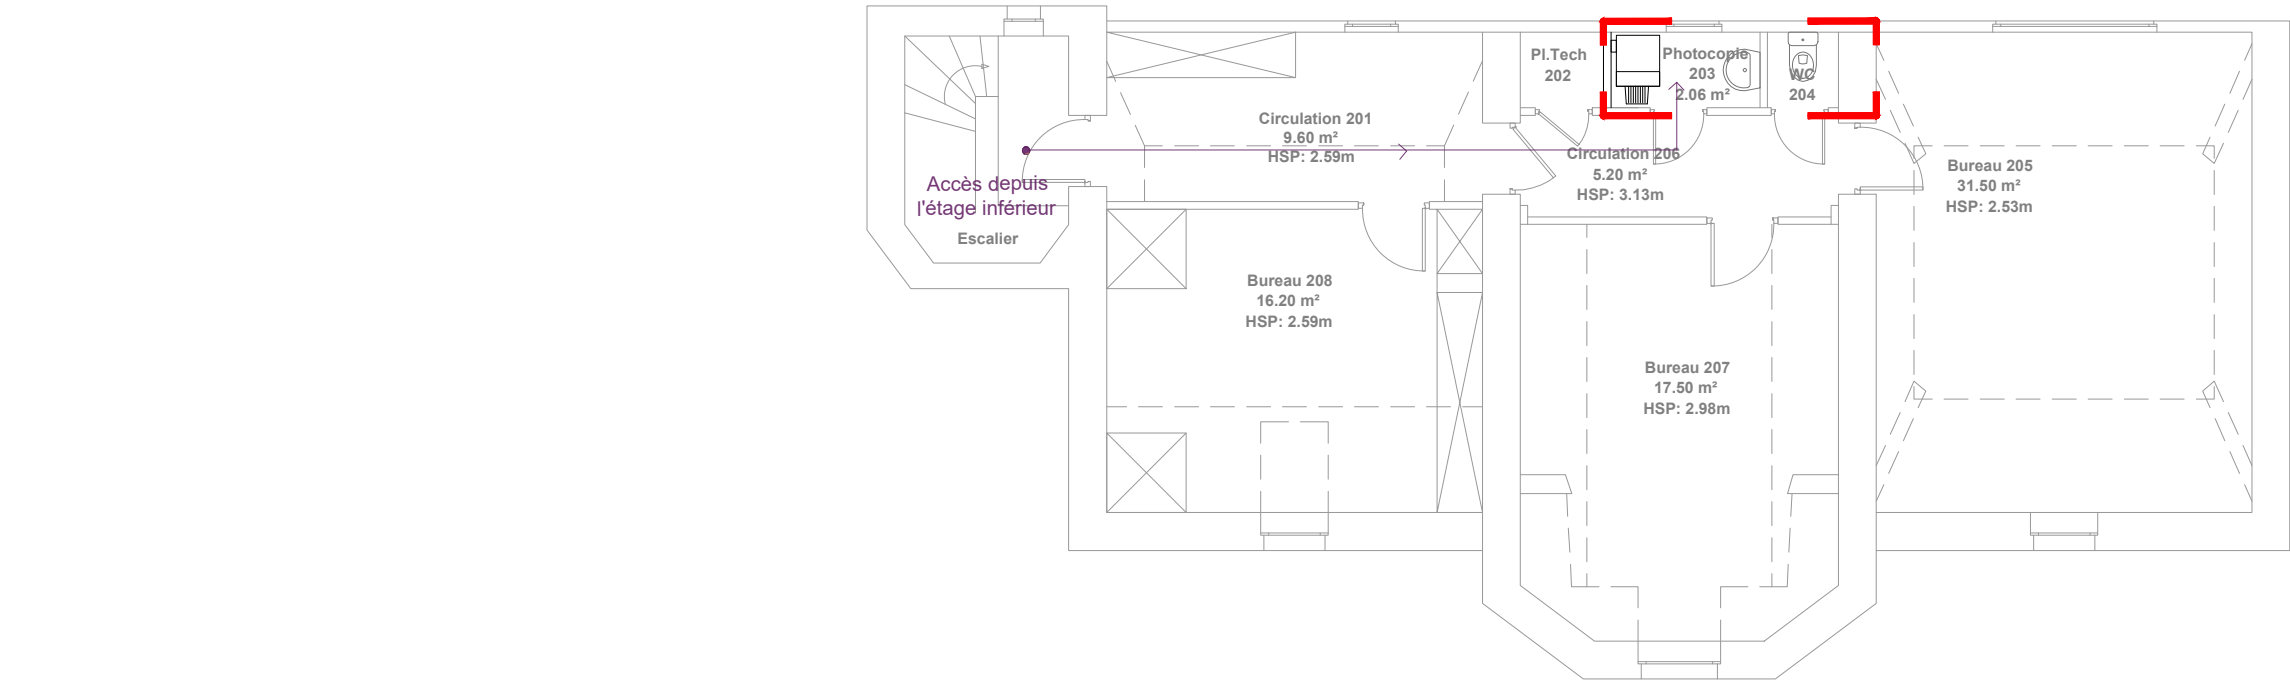 Pl.Tech
202
Photocopie
203
2.06 m²
WC
204
Circulation 201
9.60 m²
HSP: 2.59m
Circulation 206
5.20 m²
HSP: 3.13m
Bureau 205
31.50 m²
HSP: 2.53m
Accès depuis
l'étage inférieur
Escalier
Bureau 208
16.20 m²
HSP: 2.59m
Bureau 207
17.50 m²
HSP: 2.98m